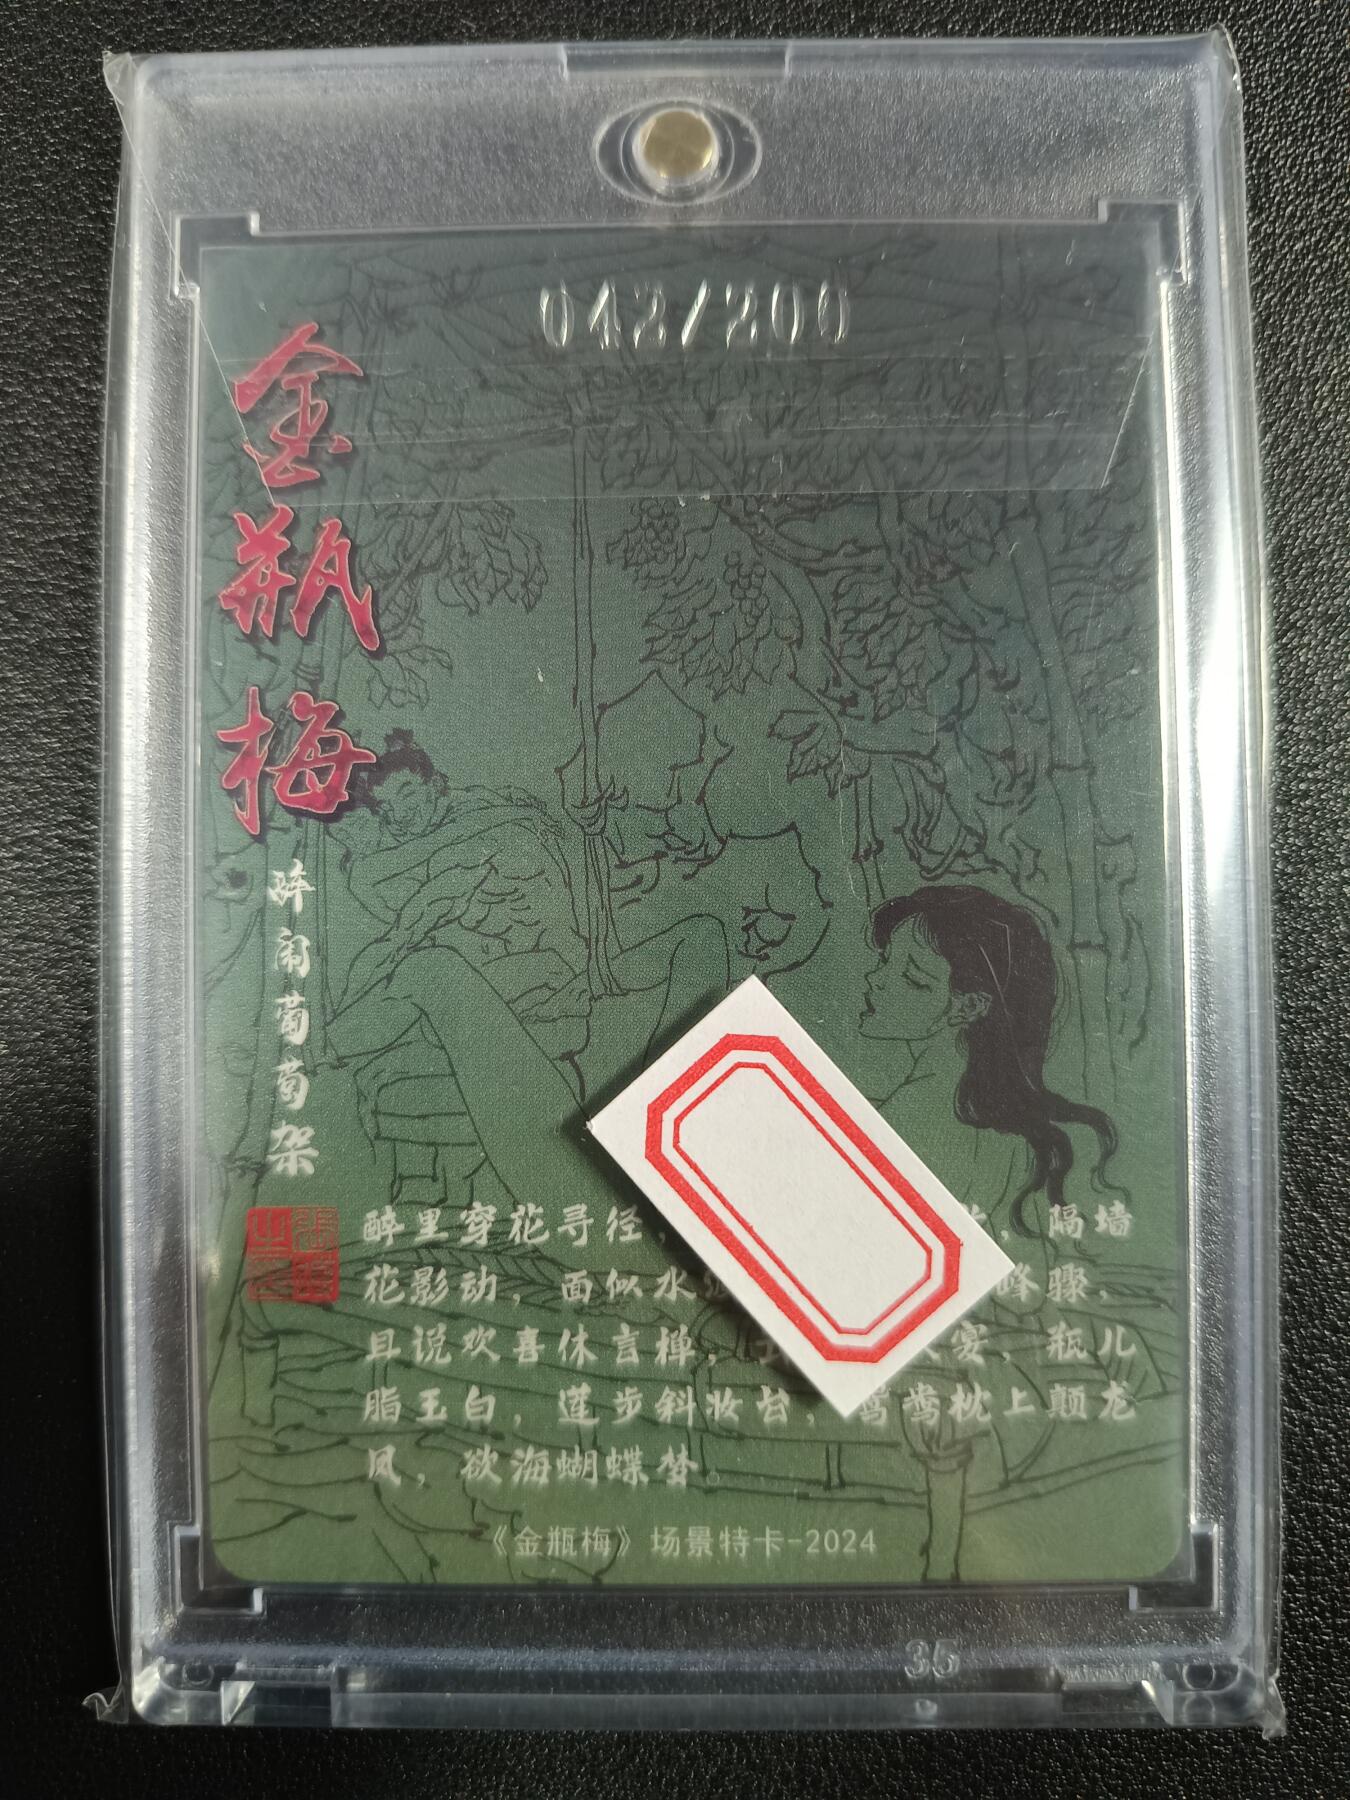 042/200
金瓶梅
醉闹葡萄架
醉里穿花寻径，，隔墙
花影动，面似水峰骤，
且说欢喜休言禅，宴，瓶儿
脂玉白，莲步斜妆台，鸳鸯枕上颠龙
凤，欲海蝴蝶梦。
《金瓶梅》场景特卡-2024
35